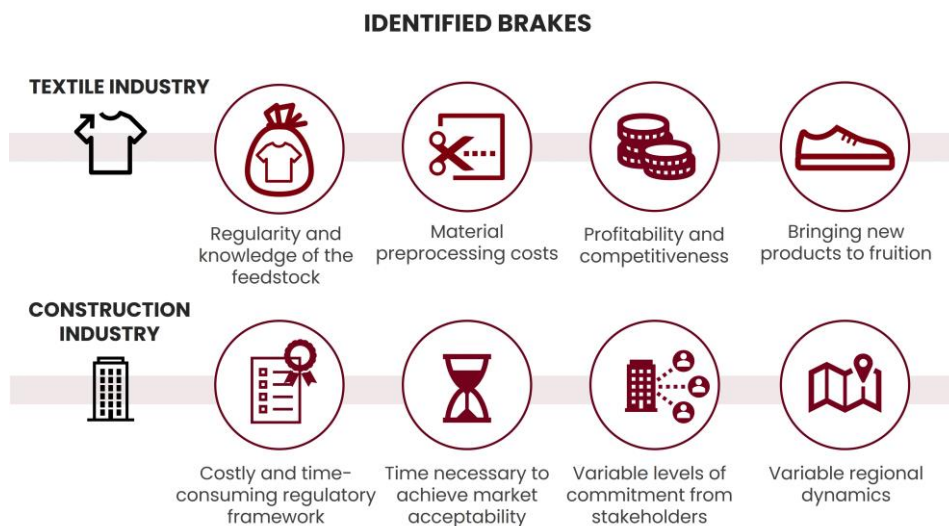 IDENTIFIED BRAKES
TEXTILE INDUSTRY
Regularity and
knowledge of the
feedstock
Material
preprocessing costs
Profitability and
competitiveness
Bringing new
products to fruition
CONSTRUCTION
INDUSTRY
Costly and time-
consuming regulatory
framework
Time necessary to
achieve market
acceptability
Variable levels of
commitment from
stakeholders
Variable regional
dynamics